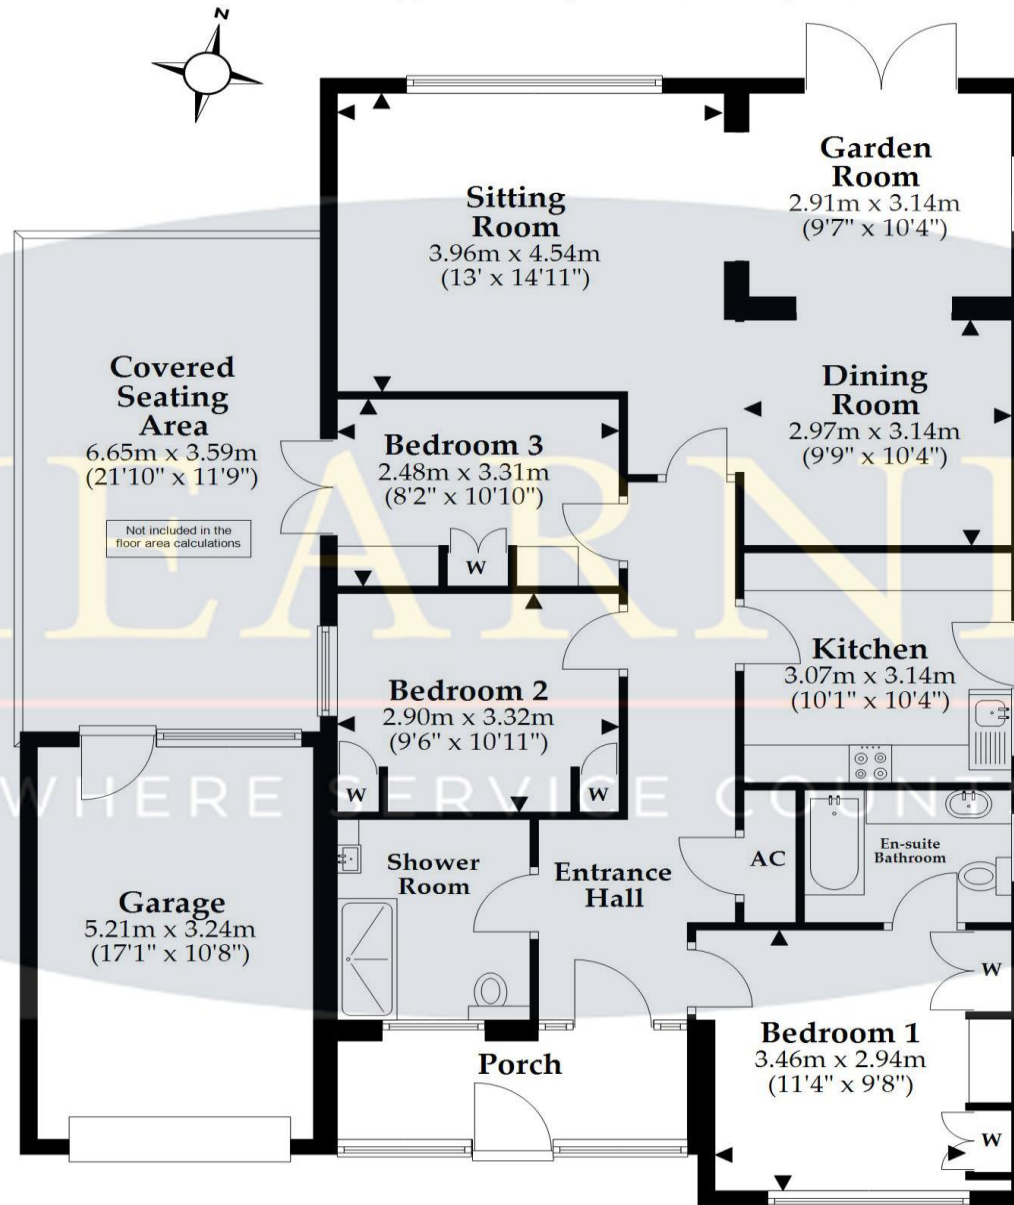 N
Garden
Room
2.91m x 3.14m
(9'7" x 10'4")
Sitting
Room
3.96m x 4.54m
(13' x 14'11")
Covered
Seating
Area
6.65m x 3.59m
(21'10" x 11'9")
Not included in the
floor area calculations
Dining
Room
2.97m x 3.14m
(9'9" x 10'4")
Bedroom 3
2.48m x 3.31m
(8'2" x 10'10")
W
HEARNE
Kitchen
3.07m x 3.14m
(10'1" x 10'4")
Bedroom 2
2.90m x 3.32m
(9'6" x 10'11")
W
W
WHERE SERVICE COUNT
Shower
Room
Entrance
Hall
AC
En-suite
Bathroom
Garage
5.21m x 3.24m
(17'1" x 10'8")
W
Bedroom 1
3.46m x 2.94m
(11'4" x 9'8")
Porch
W